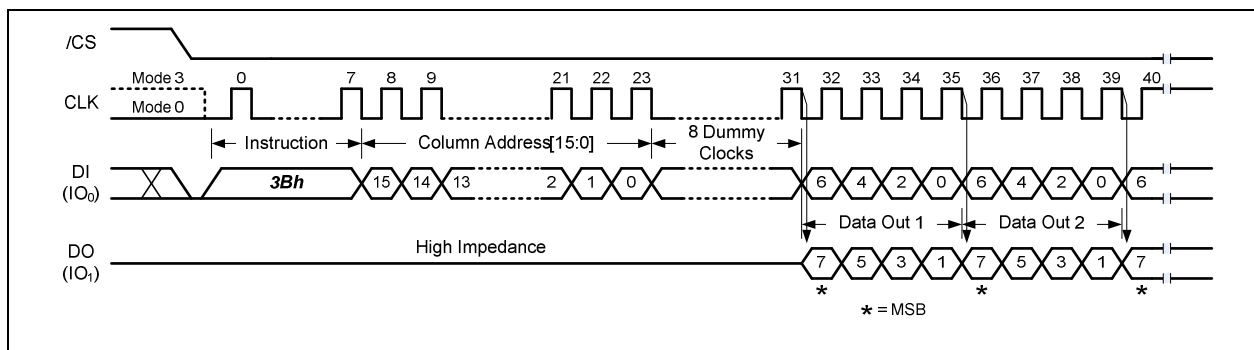 /CS
Mode 3 0 7 8 9 21 22 23 31 32 33 34 35 36 37 38 39 40
CLK Mode 0
Instruction Column Address[15:0] 8 Dummy
Clocks
DI
(IO₀) 3Bh 15 14 13 2 1 0 6 4 2 0 6 4 2 0 6
Data Out 1 Data Out 2
DO
(IO₁) High Impedance 7 5 3 1 7 5 3 1 7
* * *
* = MSB